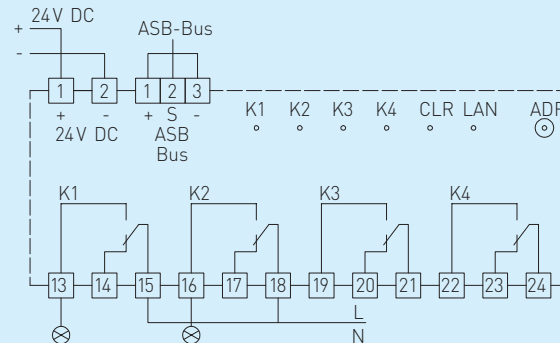 24V DC
+
-
ASB-Bus
1 2 1 2 3
+ - + S -
24V DC ASB
Bus
K1 K2 K3 K4 CLR LAN ADR
K1 K2 K3 K4
13 14 15 16 17 18 19 20 21 22 23 24
L
N